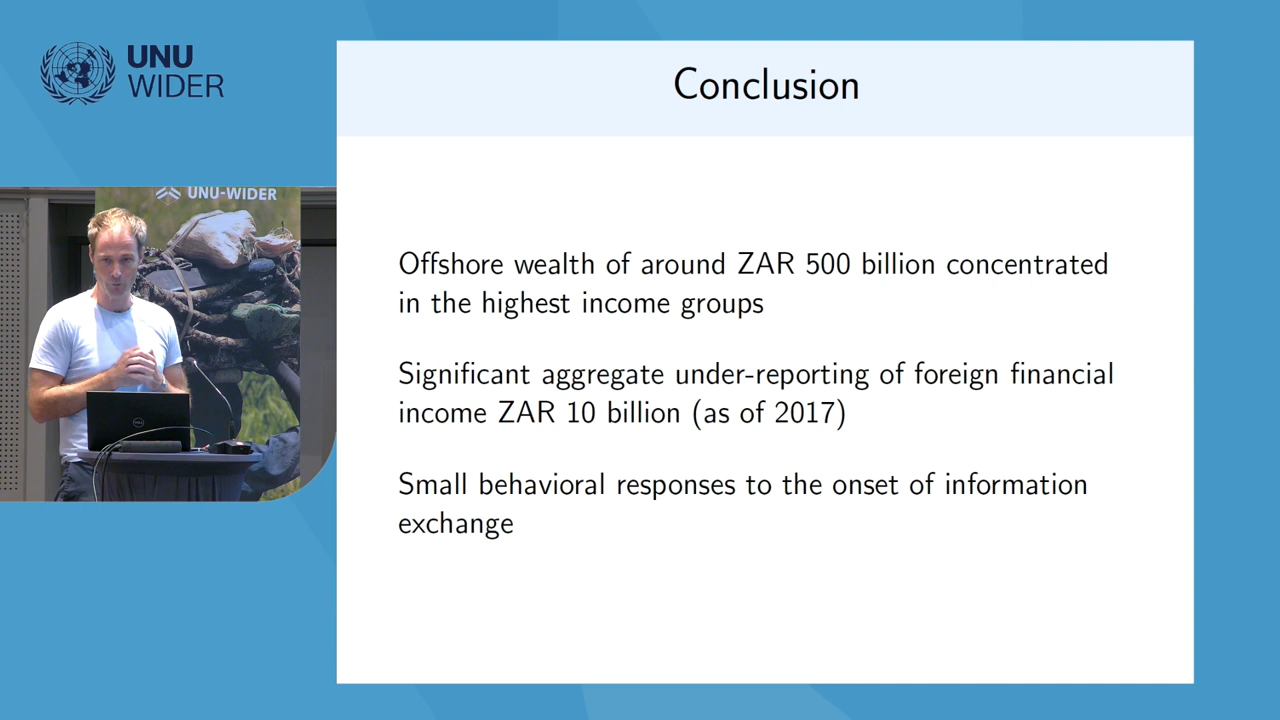 UNU
WIDER
Conclusion
UNU-WIDER
Offshore wealth of around ZAR 500 billion concentrated
in the highest income groups
Significant aggregate under-reporting of foreign financial
income ZAR 10 billion (as of 2017)
Small behavioral responses to the onset of information
exchange
DELL